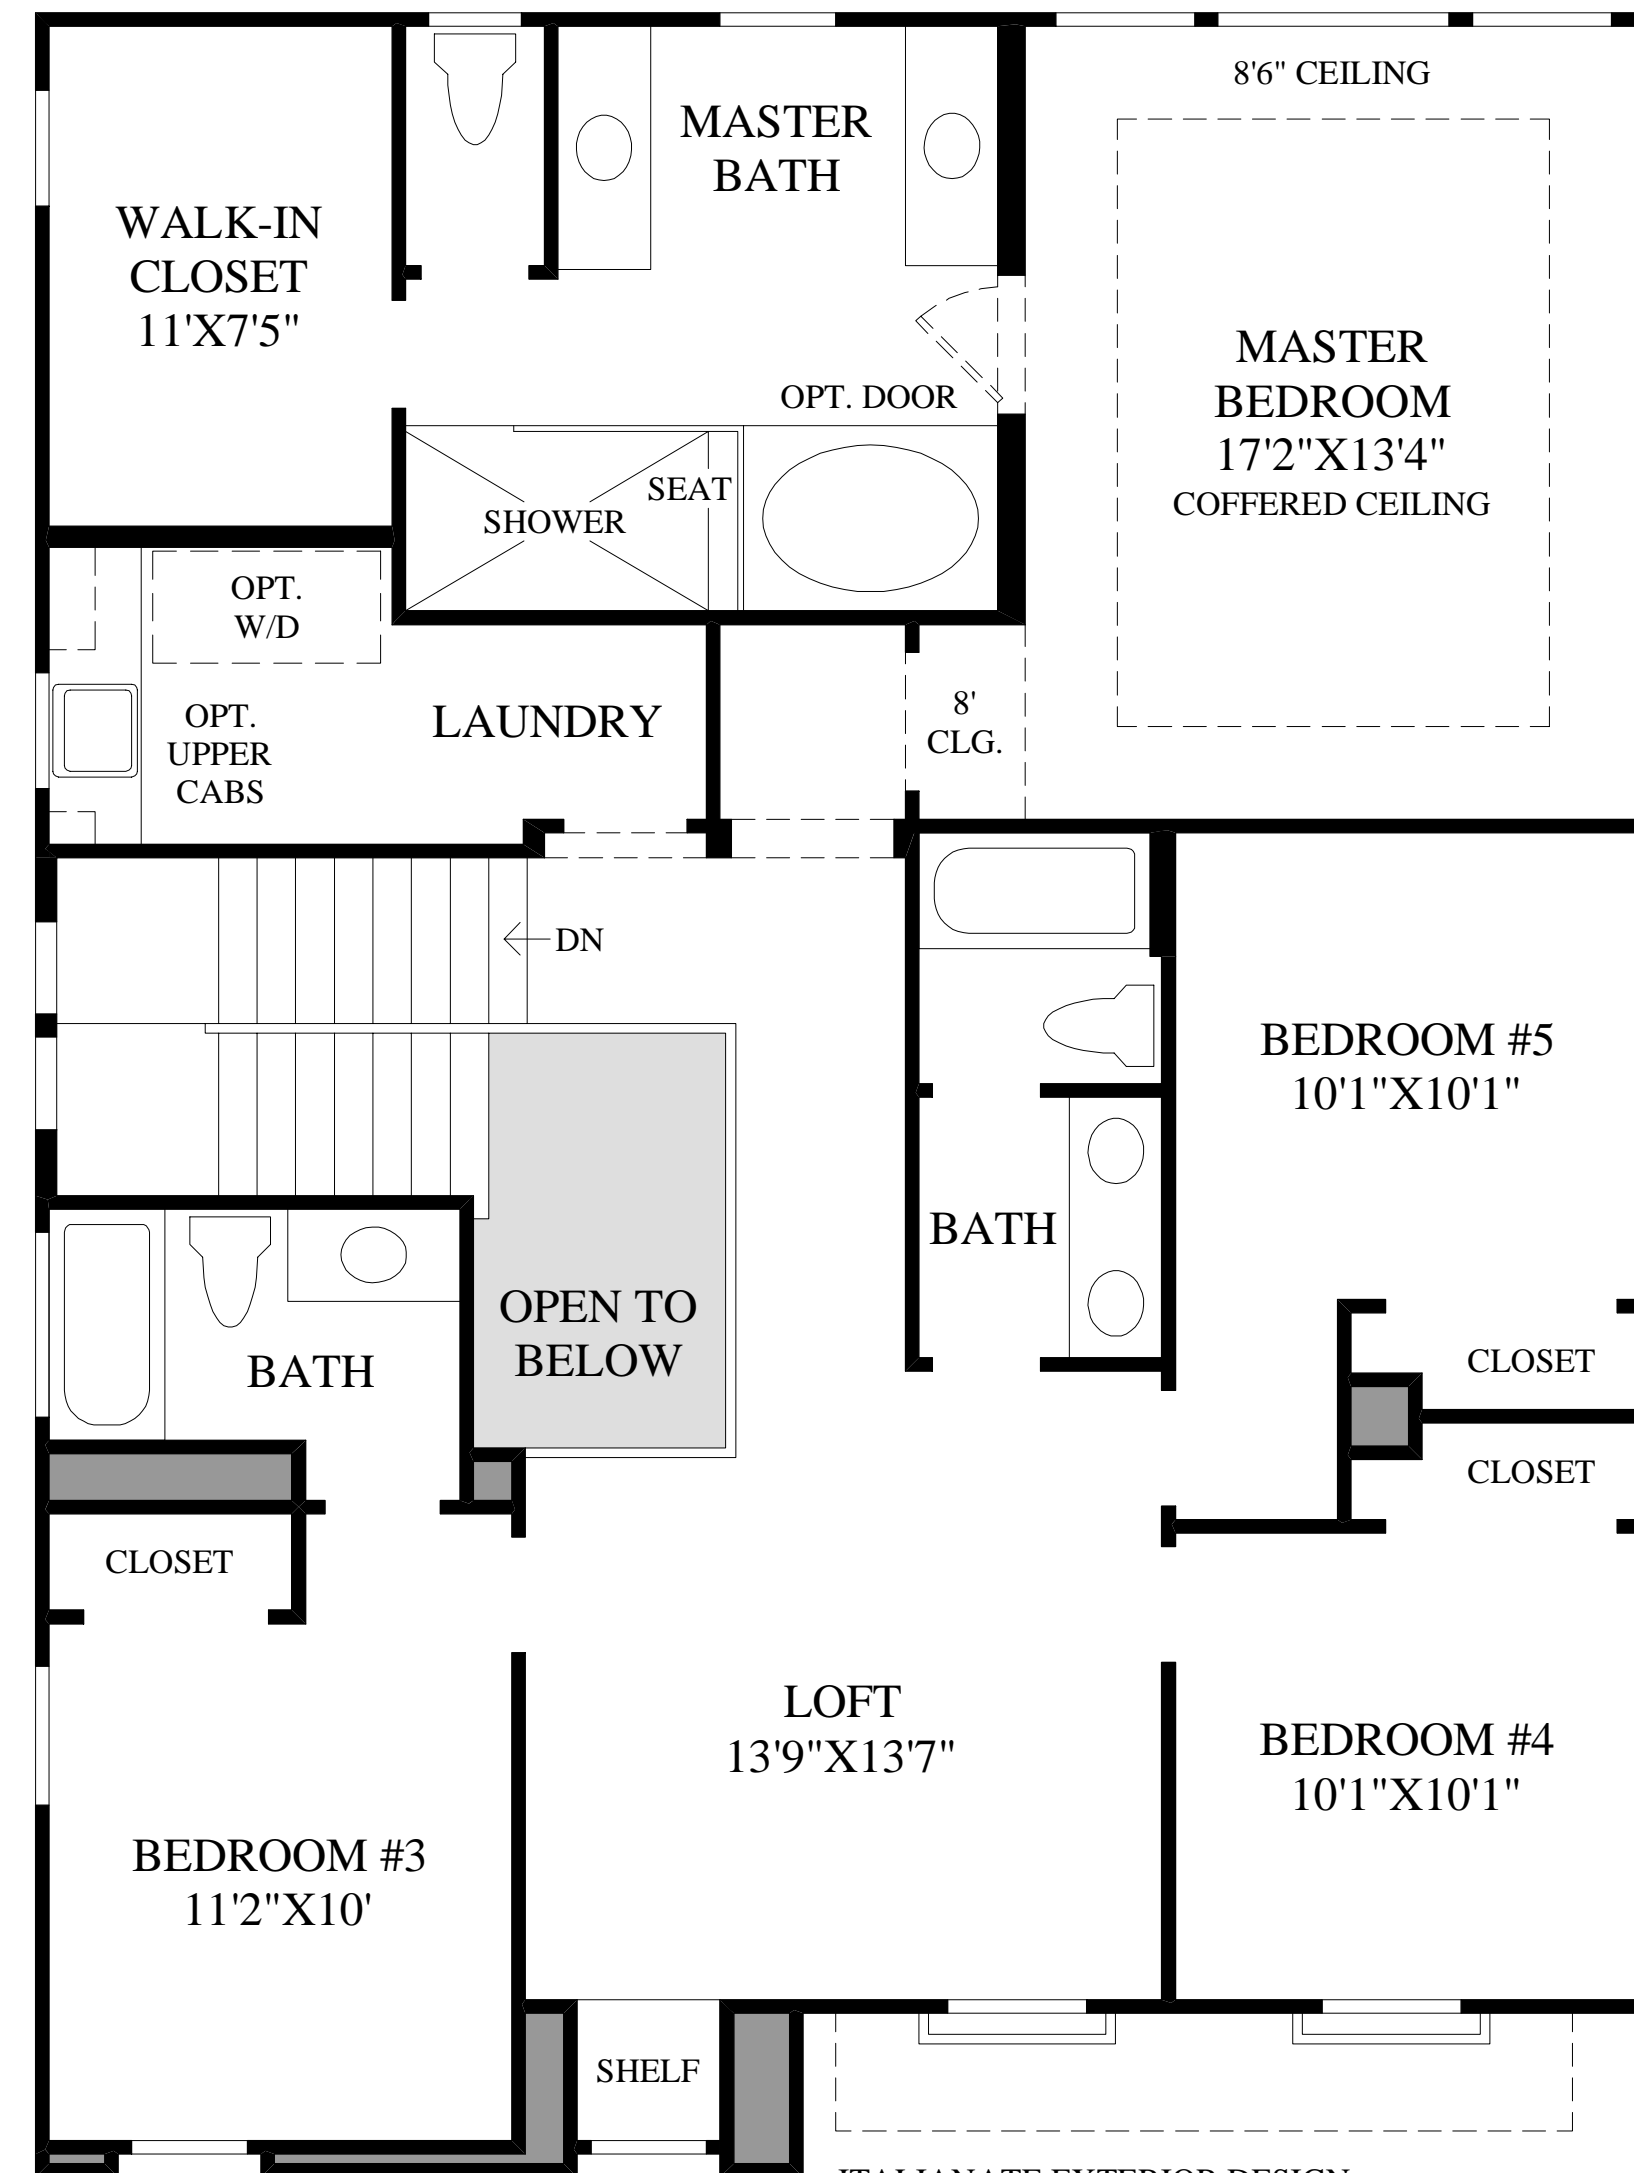 8'6" CEILING
MASTER
BATH
WALK-IN
CLOSET
11'X7'5"
MASTER
BEDROOM
17'2"X13'4"
COFFERED CEILING
OPT. DOOR
SEAT
SHOWER
OPT.
W/D
LAUNDRY
OPT.
UPPER
CABS
8'
CLG.
DN
BEDROOM #5
10'1"X10'1"
BATH
OPEN TO
BELOW
BATH
CLOSET
CLOSET
CLOSET
LOFT
13'9"X13'7"
BEDROOM #4
10'1"X10'1"
BEDROOM #3
11'2"X10'
SHELF
ITALIANATE EXTERIOR DESIGN